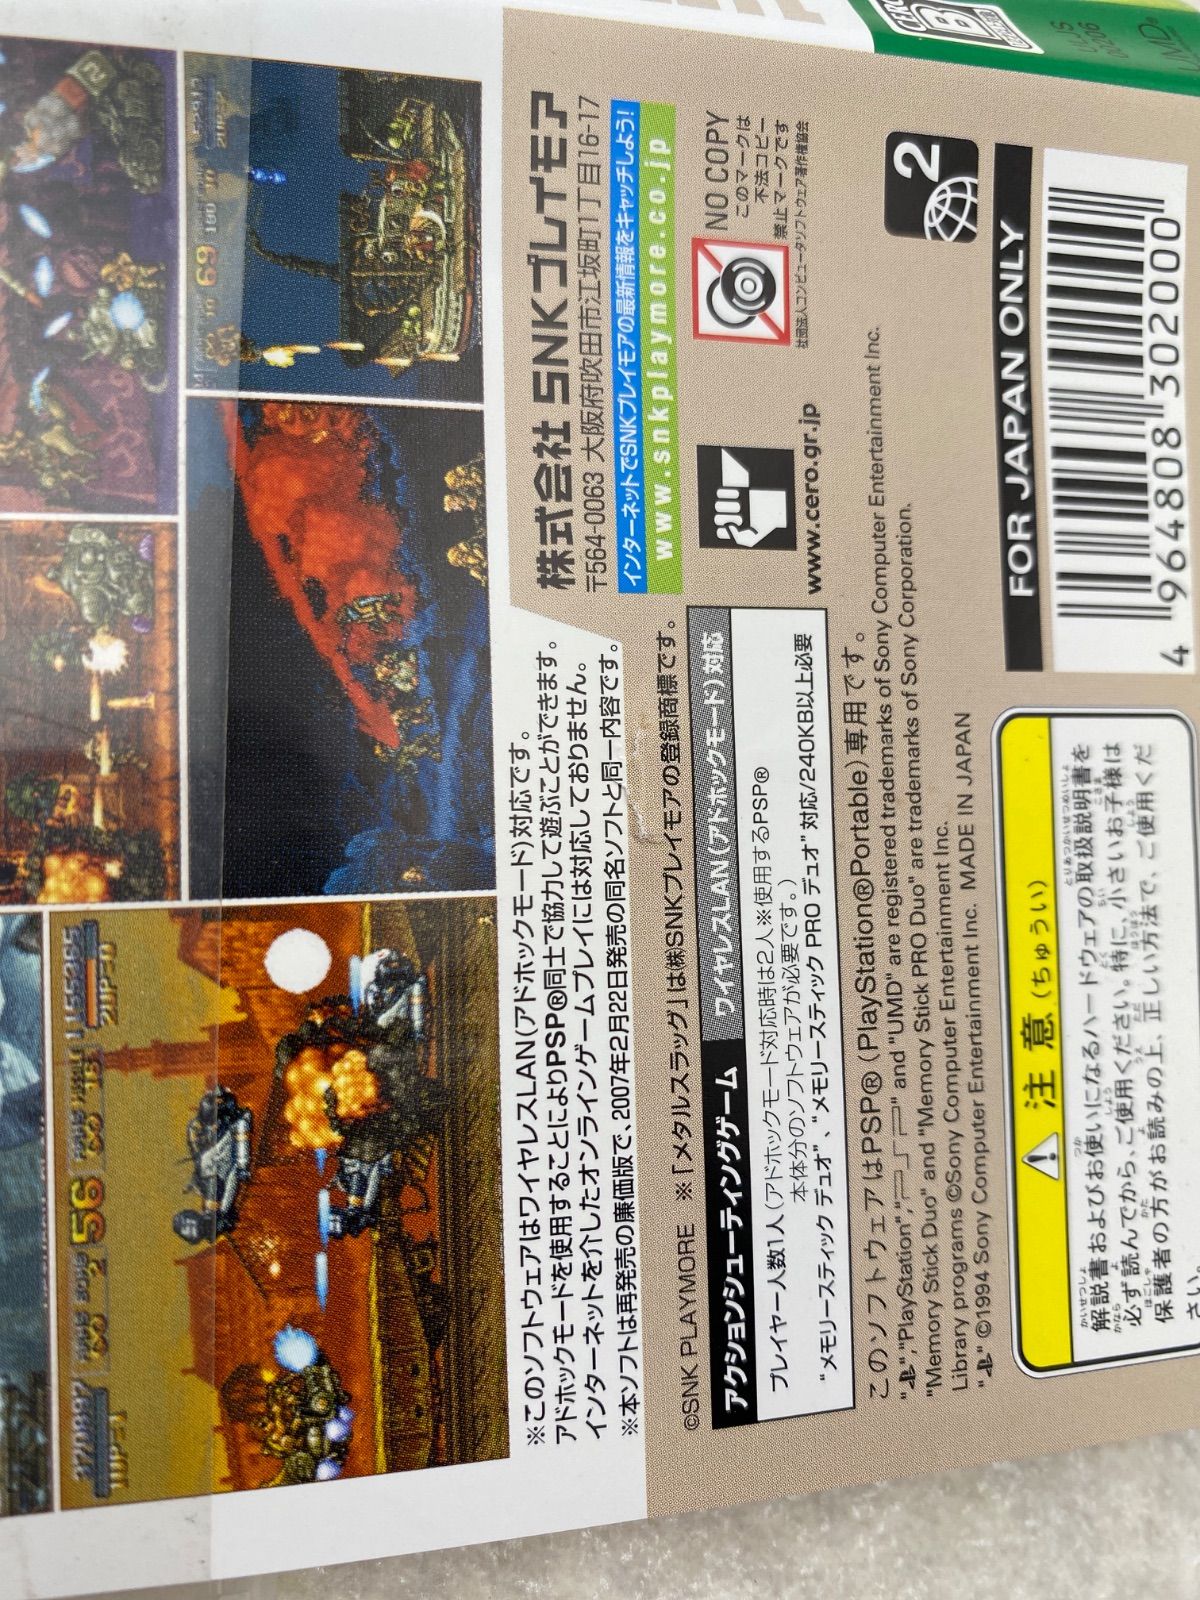 ※このソフトウェアはワイヤレスLAN(アドホックモード)対応です。
アドホックモードを使用することによりPSP®同士で協力して遊ぶことができます。
インターネットを介したオンラインゲームプレイには対応しておりません。
※本ソフトは再発売の廉価版で、2007年2月22日発売の同名ソフトと同一内容です。
©SNK PLAYMORE ※「メタルスラッグ」は㈱SNKプレイモアの登録商標です。
株式会社 SNKプレイモア
〒564-0063 大阪府吹田市江坂町1丁目16-17
インターネットでSNKプレイモアの最新情報をキャッチしよう!
www.snkplaymore.co.jp
アクションシューティングゲーム ワイヤレスLAN(アドホックモード)対応
プレイヤー人数1人(アドホックモード対応時は2人※使用するPSP®
本体分のソフトウェアが必要です。)
"メモリースティック デュオ"、"メモリースティック PRO デュオ"対応/240KB以上必要
www.cero.gr.jp
NO COPY
このマークは
不法コピー
禁止マークです
社団法人コンピュータソフトウェア著作権協会
このソフトウェアはPSP®(PlayStation®Portable)専用です。
"PlayStation", and "UMD" are registered trademarks of Sony Computer Entertainment Inc.
"Memory Stick Duo" and "Memory Stick PRO Duo" are trademarks of Sony Corporation.
Library programs ©Sony Computer Entertainment Inc.
©1994 Sony Computer Entertainment Inc. MADE IN JAPAN
2
FOR JAPAN ONLY
4 964808 302000
注意(ちゅうい)
解説書およびお使いになるハードウェアの取扱説明書を
必ず読んでから、ご使用ください。特に、小さいお子様は
保護者の方がお読みの上、正しい方法で、ご使用くだ
さい。
CERO
B
UMD
370897
1UP=1
56
155395
2UP=0
69